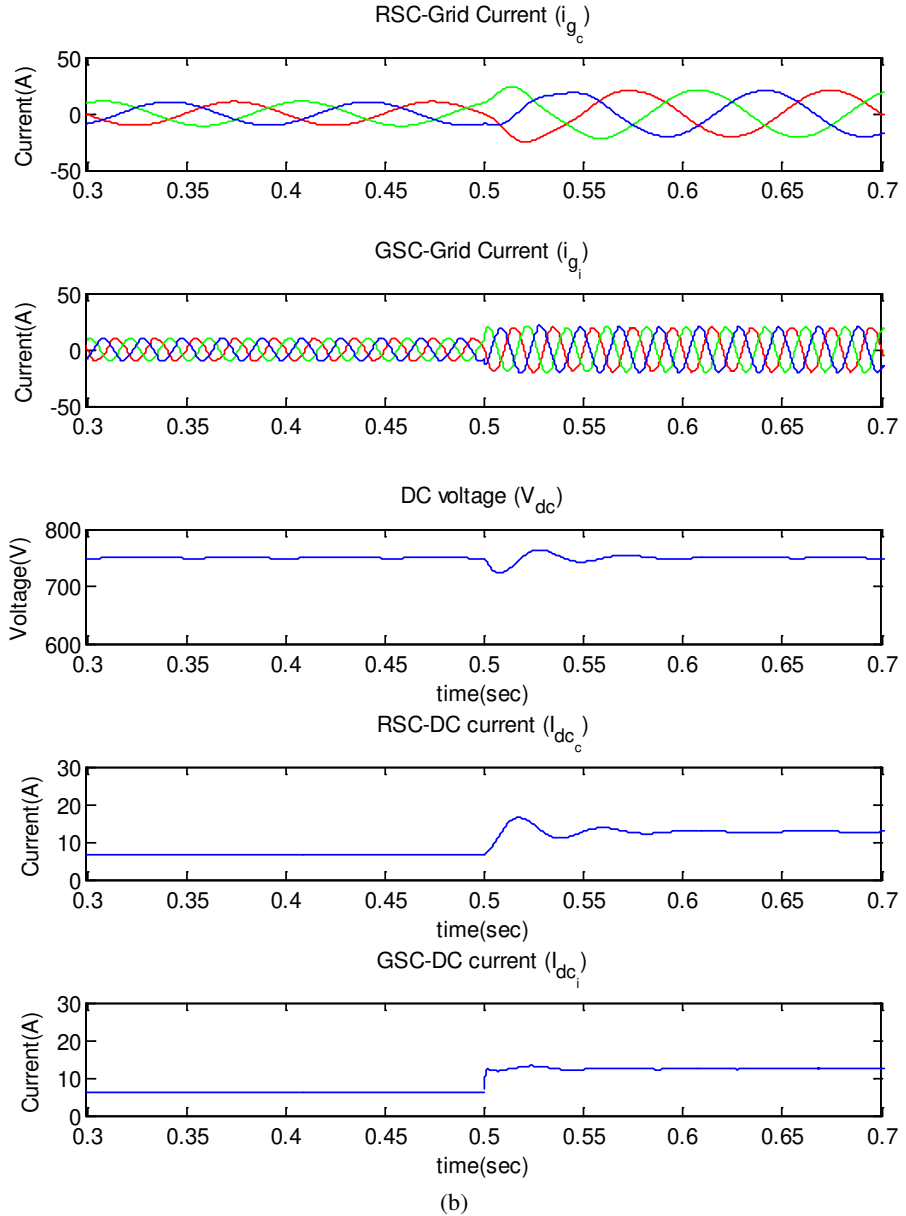 RSC-Grid Current (i_g_c)
Current(A)
50
0
-50
0.3 0.35 0.4 0.45 0.5 0.55 0.6 0.65 0.7
GSC-Grid Current (i_g_i)
Current(A)
50
0
-50
0.3 0.35 0.4 0.45 0.5 0.55 0.6 0.65 0.7
DC voltage (V_dc)
Voltage(V)
800
700
600
0.3 0.35 0.4 0.45 0.5 0.55 0.6 0.65 0.7
time(sec)
RSC-DC current (I_dc_c)
Current(A)
30
20
10
0
0.3 0.35 0.4 0.45 0.5 0.55 0.6 0.65 0.7
time(sec)
GSC-DC current (I_dc_i)
Current(A)
30
20
10
0
0.3 0.35 0.4 0.45 0.5 0.55 0.6 0.65 0.7
time(sec)
(b)